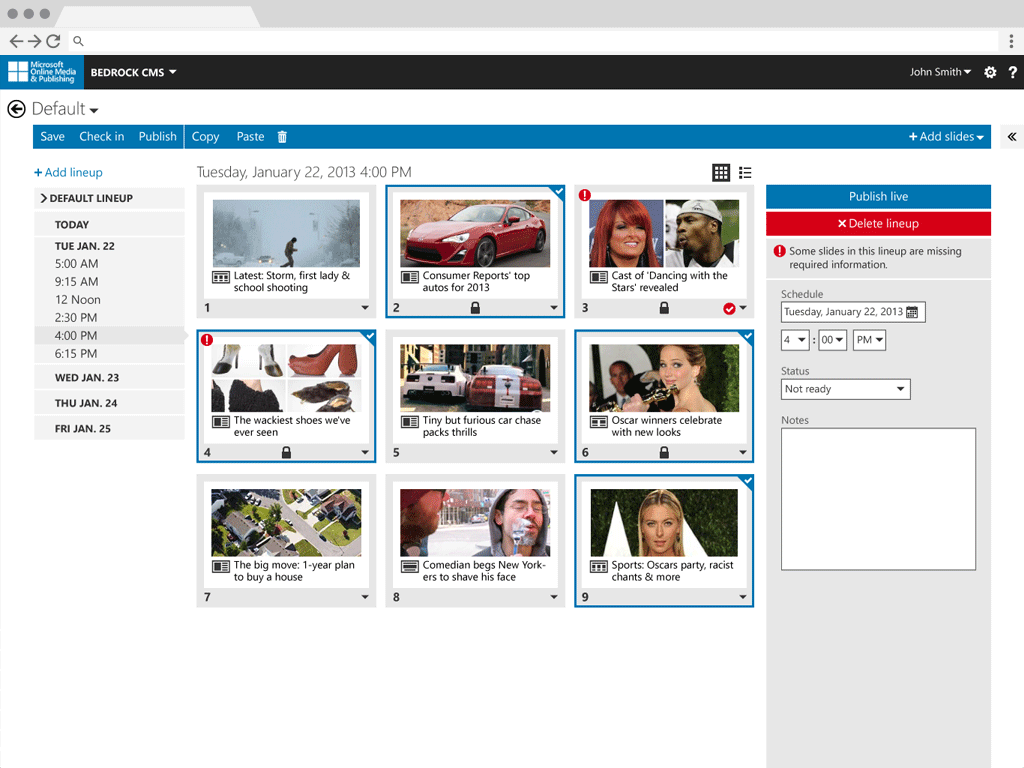 Microsoft
Online Media
& Publishing
BEDROCK CMS
John Smith
?
Default
Save
Check in
Publish
Copy
Paste
+ Add slides
«
+ Add lineup
DEFAULT LINEUP
TODAY
TUE JAN. 22
5:00 AM
9:15 AM
12 Noon
2:30 PM
4:00 PM
6:15 PM
WED JAN. 23
THU JAN. 24
FRI JAN. 25
Tuesday, January 22, 2013 4:00 PM
Latest: Storm, first lady &
school shooting
1
Consumer Reports' top
autos for 2013
2
!
Cast of 'Dancing with the
Stars' revealed
3
!
The wackiest shoes we've
ever seen
4
Tiny but furious car chase
packs thrills
5
Oscar winners celebrate
with new looks
6
The big move: 1-year plan
to buy a house
7
Comedian begs New York-
ers to shave his face
8
Sports: Oscars party, racist
chants & more
9
Publish live
Delete lineup
!
Some slides in this lineup are missing
required information.
Schedule
Tuesday, January 22, 2013
4 : 00 PM
Status
Not ready
Notes